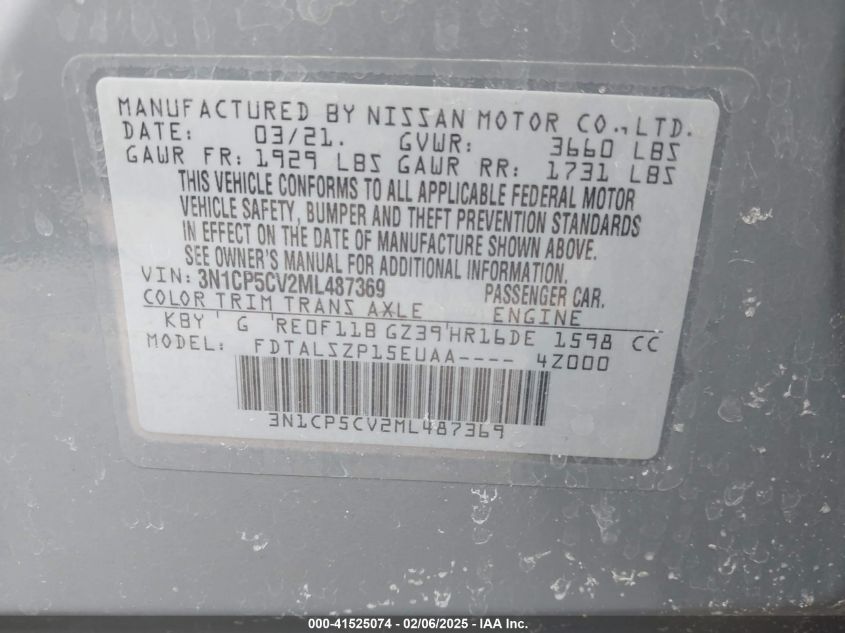 MANUFACTURED BY NISSAN MOTOR CO.,LTD.
DATE: 03/21. GVWR: 3660 LBS
GAWR FR: 1929 LBS GAWR RR: 1731 LBS
THIS VEHICLE CONFORMS TO ALL APPLICABLE FEDERAL MOTOR
VEHICLE SAFETY, BUMPER AND THEFT PREVENTION STANDARDS
IN EFFECT ON THE DATE OF MANUFACTURE SHOWN ABOVE.
SEE OWNER'S MANUAL FOR ADDITIONAL INFORMATION.
VIN: 3N1CP5CV2ML487369 PASSENGER CAR.
COLOR TRIM TRANS AXLE ENGINE
KBY ' G 'RE0F11B GZ39'HR16DE 1598 CC
MODEL: FDTALSZP15EUAA---- 4Z000
3N1CP5CV2ML487369
000-41525074 - 02/06/2025 - IAA Inc.